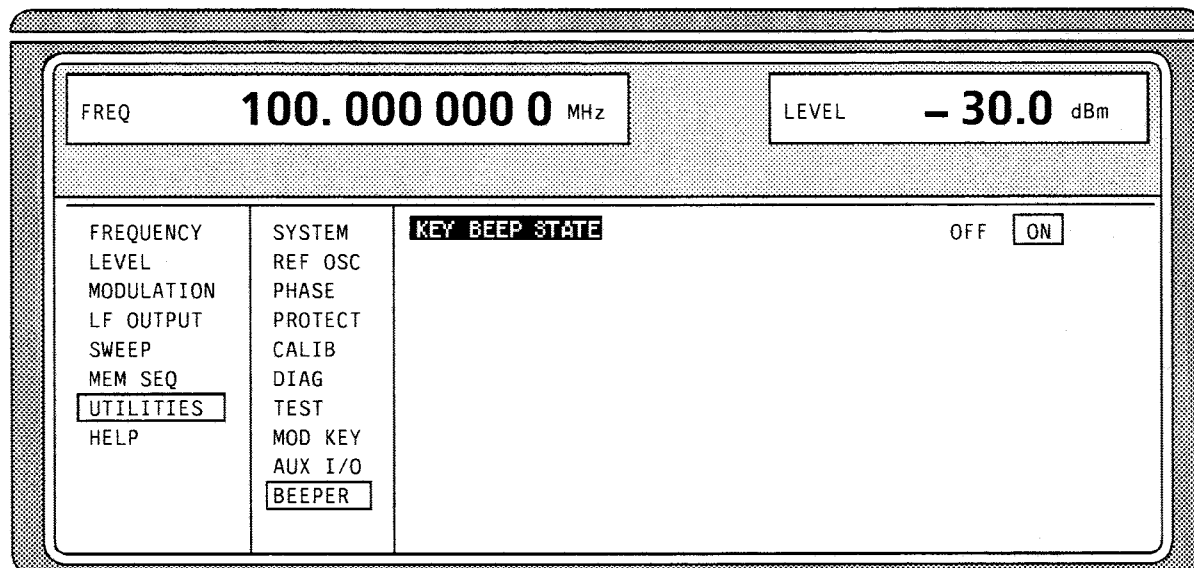 FREQ 100. 000 000 0 MHz
LEVEL – 30.0 dBm
FREQUENCY
LEVEL
MODULATION
LF OUTPUT
SWEEP
MEM SEQ
UTILITIES
HELP
SYSTEM
REF OSC
PHASE
PROTECT
CALIB
DIAG
TEST
MOD KEY
AUX I/O
BEEPER
KEY BEEP STATE OFF ON